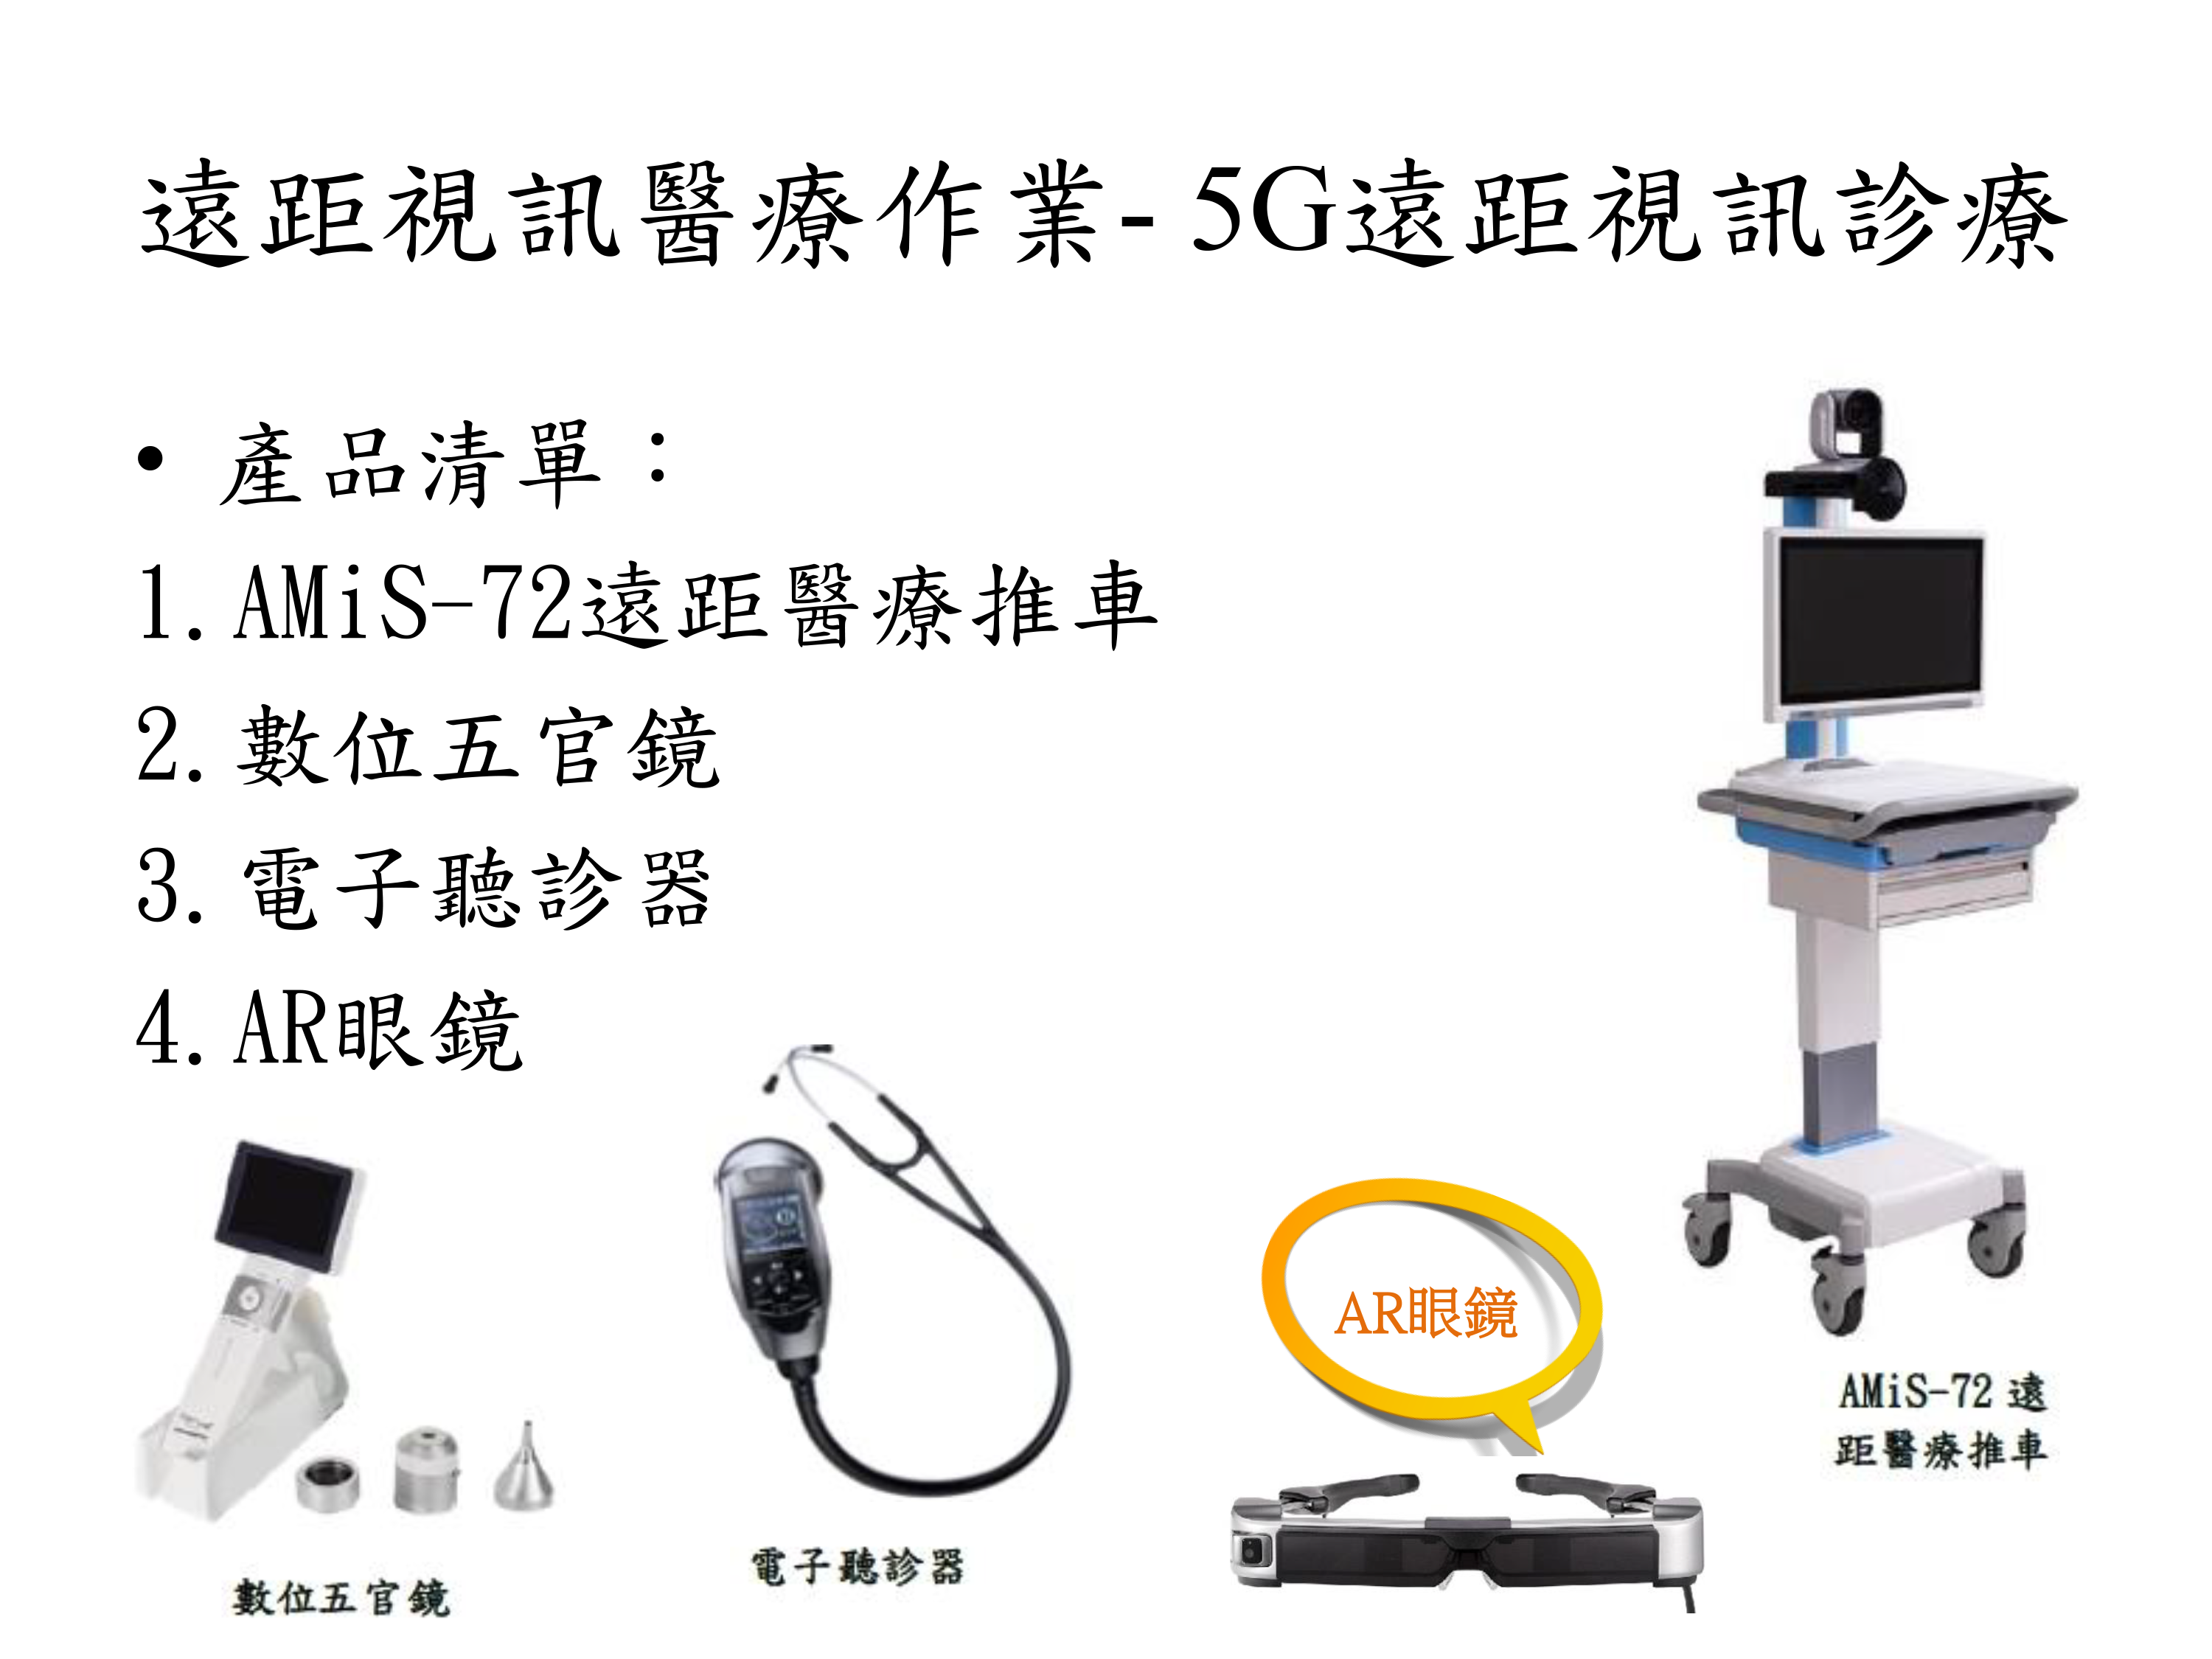 遠距視訊醫療作業- 5G遠距視訊診療
• 產品清單：
1.AMiS-72遠距醫療推車
2.數位五官鏡
3.電子聽診器
4.AR眼鏡
AR眼鏡
AMiS-72 遠
距醫療推車
電子聽診器
數位五官鏡